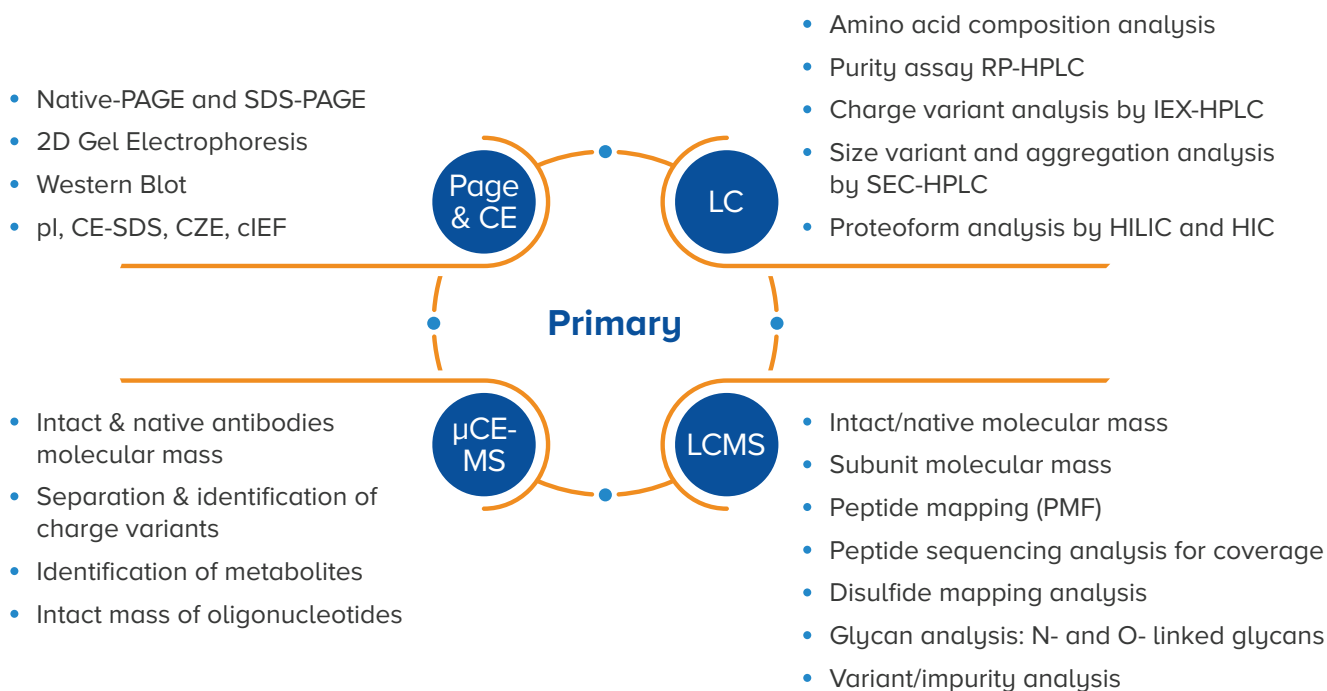 Native-PAGE and SDS-PAGE
2D Gel Electrophoresis
Western Blot
pI, CE-SDS, CZE, cIEF
Page
& CE
LC
Amino acid composition analysis
Purity assay RP-HPLC
Charge variant analysis by IEX-HPLC
Size variant and aggregation analysis
by SEC-HPLC
Proteoform analysis by HILIC and HIC
Primary
Intact & native antibodies
molecular mass
Separation & identification of
charge variants
Identification of metabolites
Intact mass of oligonucleotides
µCE-
MS
LCMS
Intact/native molecular mass
Subunit molecular mass
Peptide mapping (PMF)
Peptide sequencing analysis for coverage
Disulfide mapping analysis
Glycan analysis: N- and O- linked glycans
Variant/impurity analysis